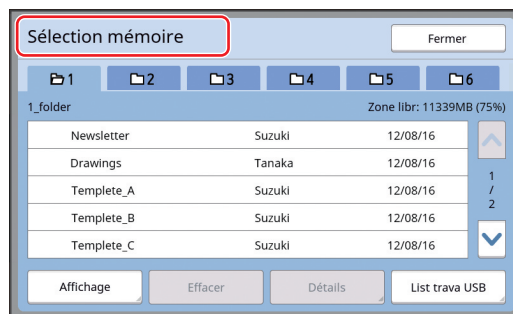 Sélection mémoire Fermer
1 2 3 4 5 6
1_folder Zone libr: 11339MB (75%)
Newsletter Suzuki 12/08/16
Drawings Tanaka 12/08/16
Templete_A Suzuki 12/08/16
Templete_B Suzuki 12/08/16
Templete_C Suzuki 12/08/16
1
/
2
Affichage Effacer Détails List trava USB